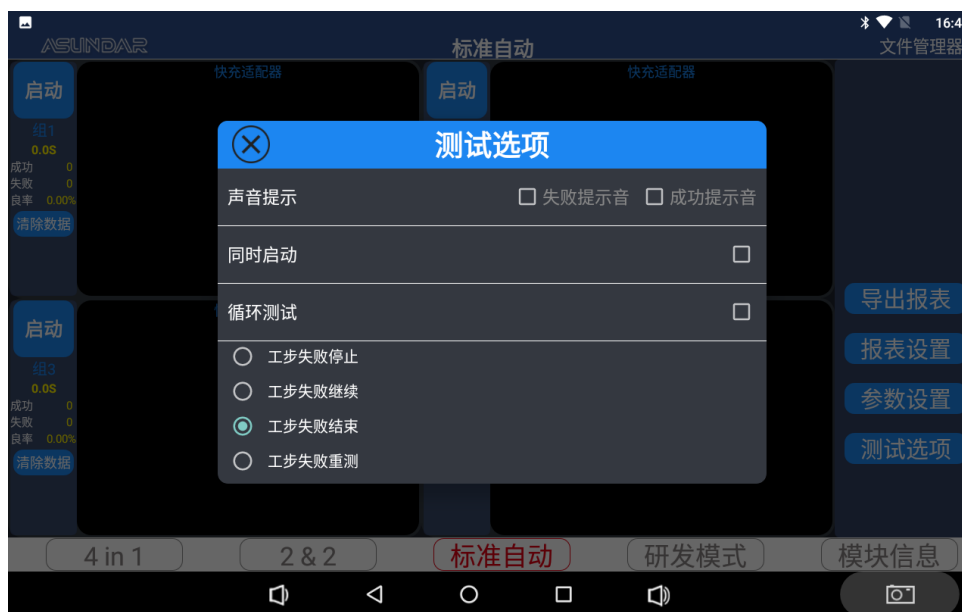 16:4
ASUNDAR
标准自动
文件管理器
启动
快充适配器
启动
快充适配器
组1
0.0S
成功 0
失败 0
良率 0.00%
清除数据
测试选项
声音提示
失败提示音
成功提示音
同时启动
循环测试
工步失败停止
工步失败继续
工步失败结束
工步失败重测
启动
组3
0.0S
成功 0
失败 0
良率 0.00%
清除数据
导出报表
报表设置
参数设置
测试选项
4 in 1
2 & 2
标准自动
研发模式
模块信息